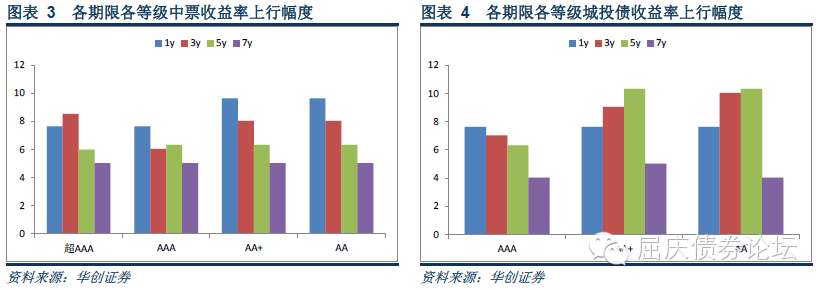 图表 3 各期限各等级中票收益率上行幅度
1y 3y 5y 7y
12
10
8
6
4
2
0
超AAA AAA AA+ AA
资料来源：华创证券
图表 4 各期限各等级城投债收益率上行幅度
1y 3y 5y 7y
12
10
8
6
4
2
0
AAA AA+ AA
屈庆债券论坛
资料来源：华创证券